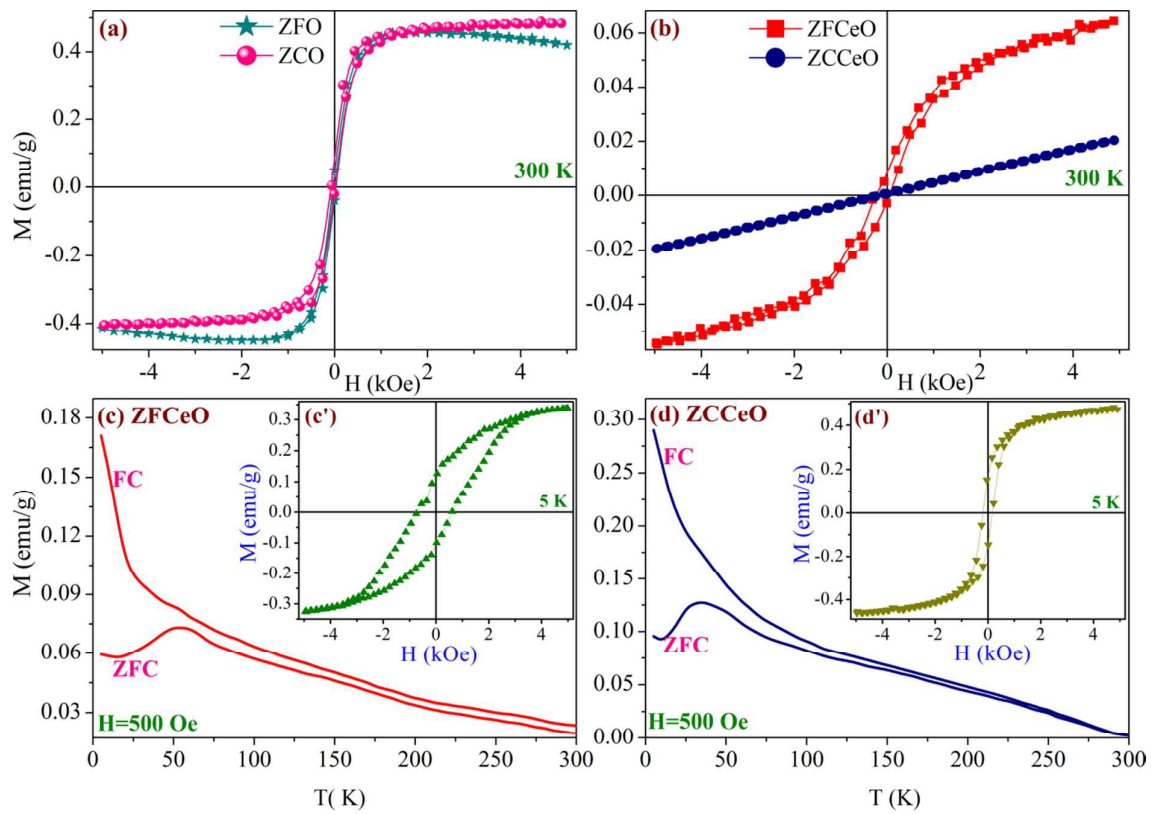 (a)
ZFO
ZCO
300 K
0.4
0.2
0.0
-0.2
-0.4
M (emu/g)
-4 -2 0 2 4
H (kOe)
(b)
ZFCeO
ZCCeO
300 K
0.06
0.04
0.02
0.00
-0.02
-0.04
-4 -2 0 2 4
H (kOe)
(c) ZFCeO
FC
ZFC
H=500 Oe
0.18
0.15
0.12
0.09
0.06
0.03
M (emu/g)
0 50 100 150 200 250 300
T( K)
(c')
5 K
0.3
0.2
0.1
0.0
-0.1
-0.2
-0.3
M (emu/g)
-4 -2 0 2 4
H (kOe)
(d) ZCCeO
FC
ZFC
H=500 Oe
0.30
0.25
0.20
0.15
0.10
0.05
0.00
M (emu/g)
0 50 100 150 200 250 300
T (K)
(d')
5 K
0.4
0.2
0.0
-0.2
-0.4
M (emu/g)
-4 -2 0 2 4
H (kOe)